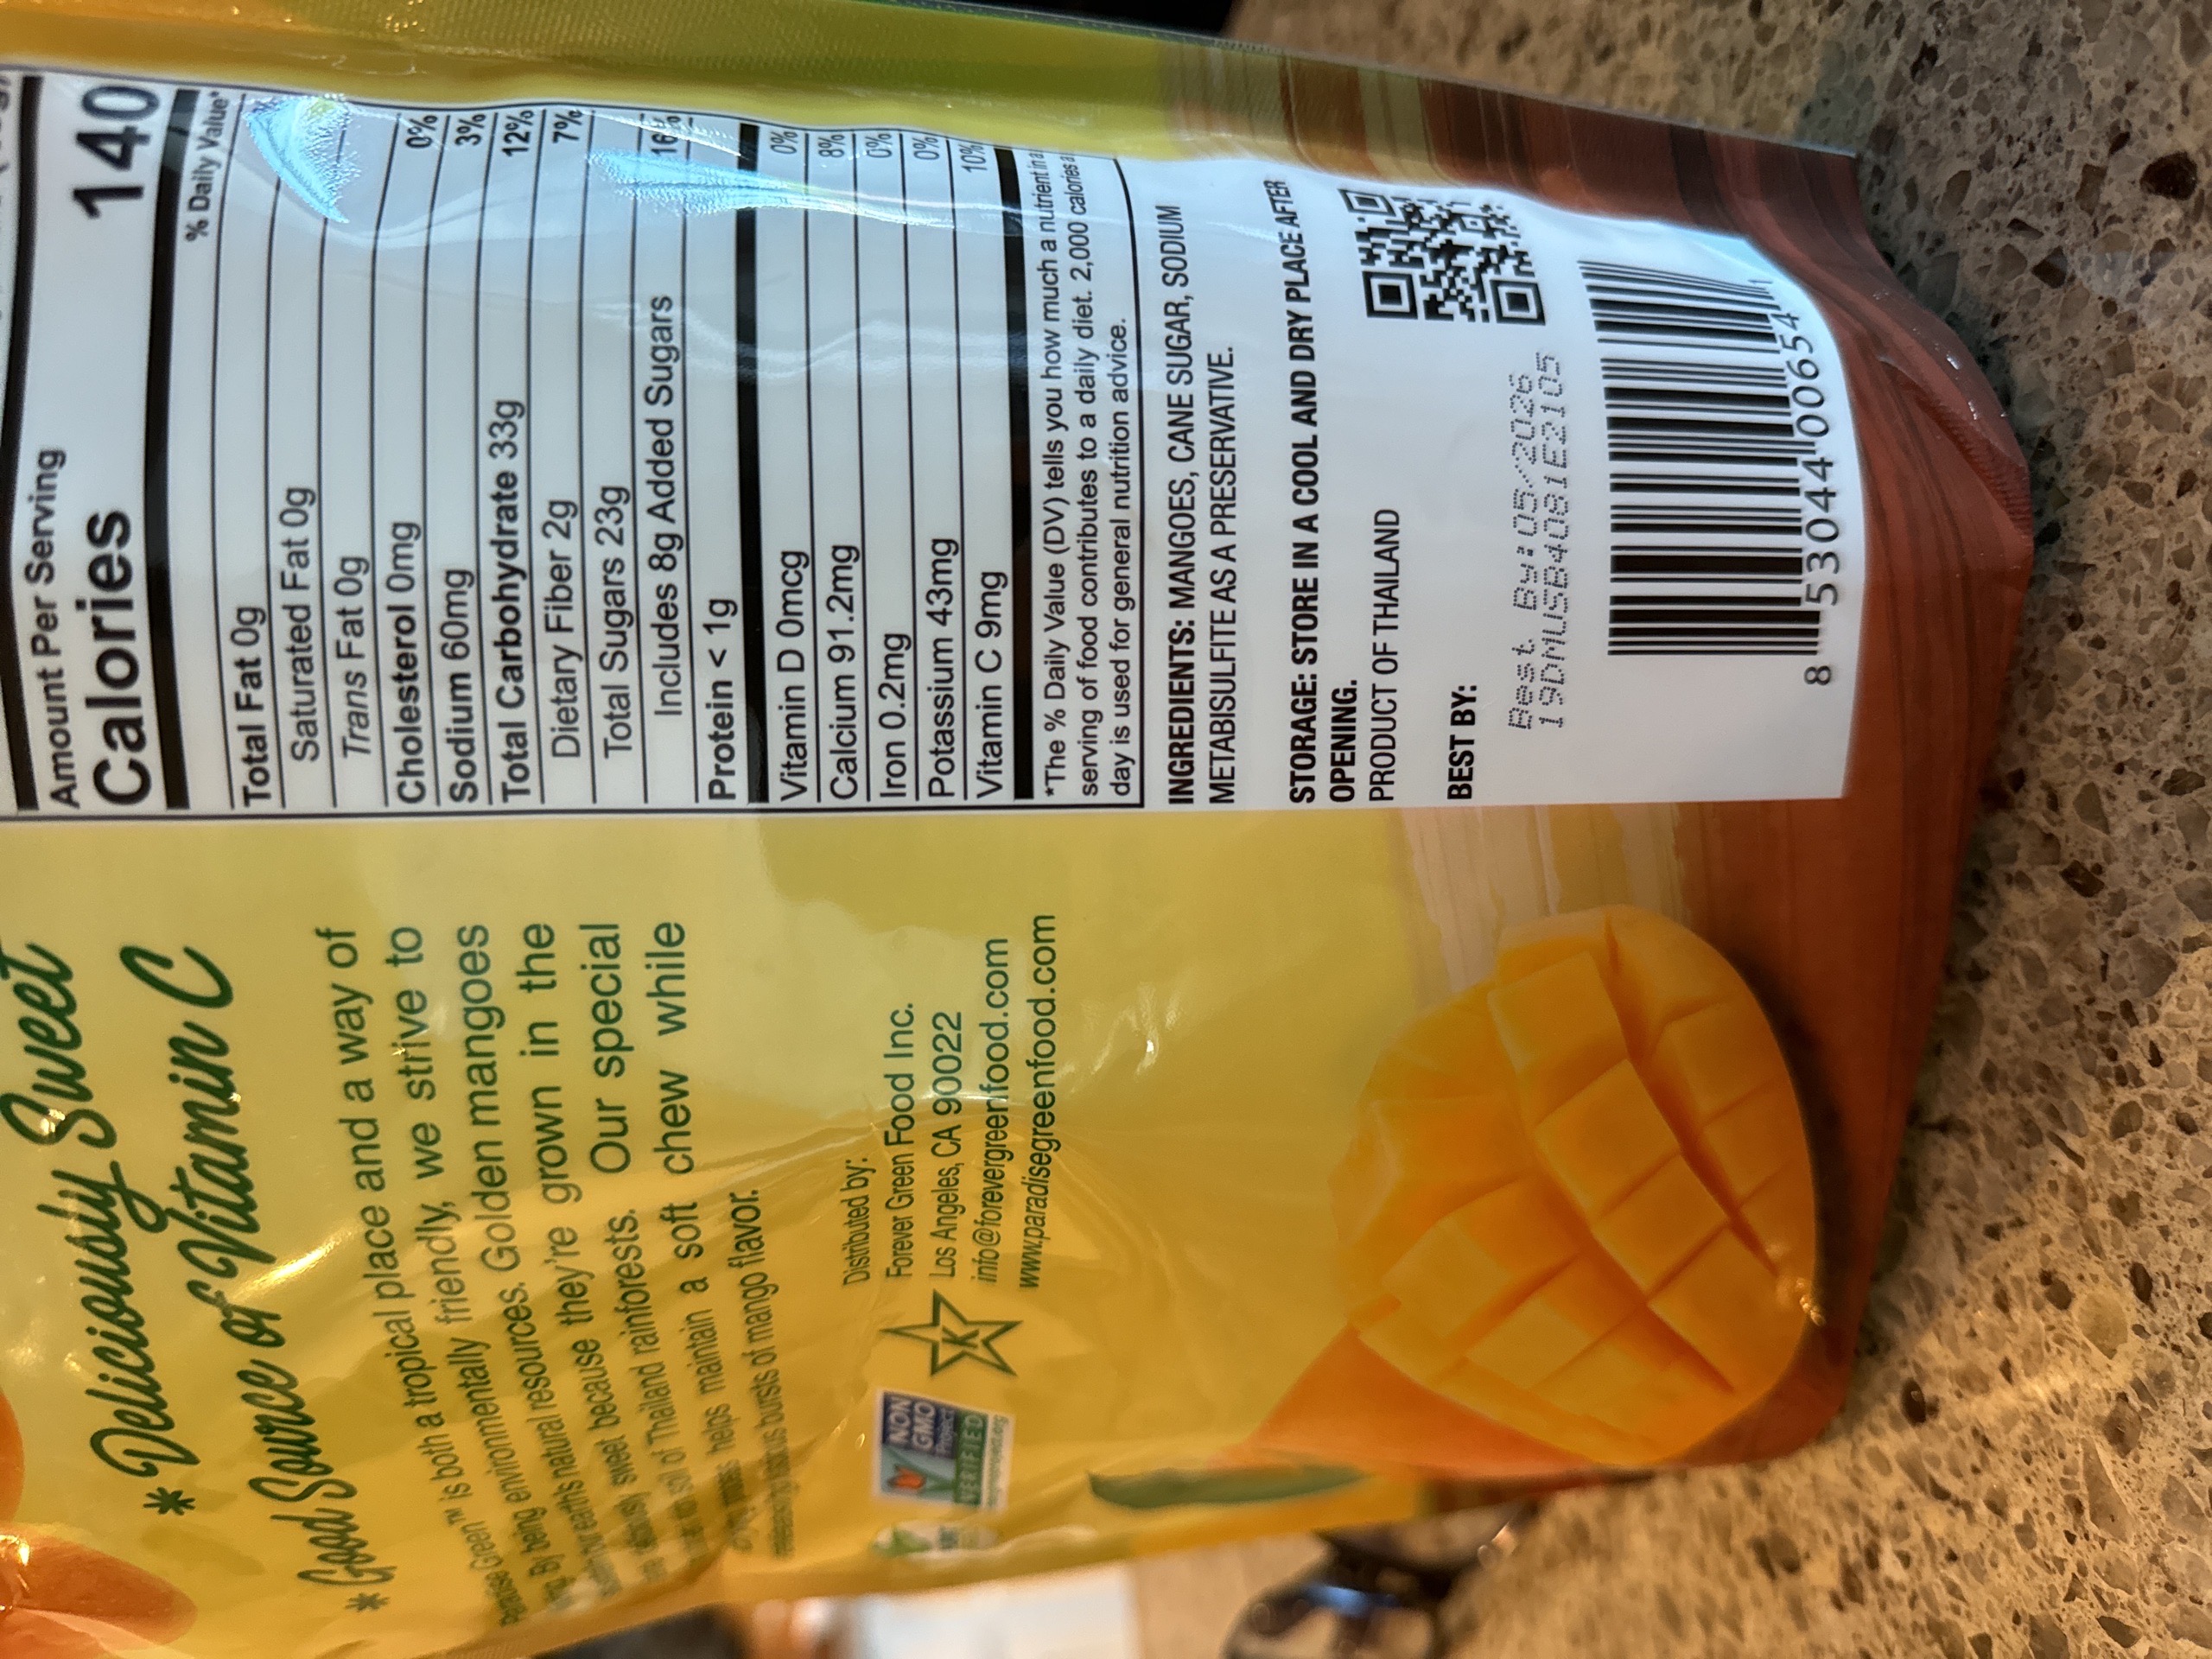 Amount Per Serving
Calories 140
% Daily Value*
Total Fat 0g
Saturated Fat 0g
Trans Fat 0g
Cholesterol 0mg 0%
Sodium 60mg 3%
Total Carbohydrate 33g 12%
Dietary Fiber 2g 7%
Total Sugars 23g
Includes 8g Added Sugars 16%
Protein < 1g
Vitamin D 0mcg 0%
Calcium 91.2mg 8%
Iron 0.2mg 0%
Potassium 43mg 0%
Vitamin C 9mg 10%
*The % Daily Value (DV) tells you how much a nutrient in a
serving of food contributes to a daily diet. 2,000 calories a
day is used for general nutrition advice.
INGREDIENTS: MANGOES, CANE SUGAR, SODIUM
METABISULFITE AS A PRESERVATIVE.
STORAGE: STORE IN A COOL AND DRY PLACE AFTER
OPENING.
PRODUCT OF THAILAND
BEST BY:
Best By:05/2026
19DMUSB4081E2105
8 53044 00654 1
* Deliciously Sweet
* Good Source of Vitamin C
Green™ is both a tropical place and a way of
By being environmentally friendly, we strive to
earth's natural resources. Golden mangoes
sweet because they're grown in the
soil of Thailand rainforests. Our special
helps maintain a soft chew while
bursts of mango flavor.
Distributed by:
Forever Green Food Inc.
Los Angeles, CA 90022
info@forevergreenfood.com
www.paradisegreenfood.com
K
NON
GMO
Project
VERIFIED